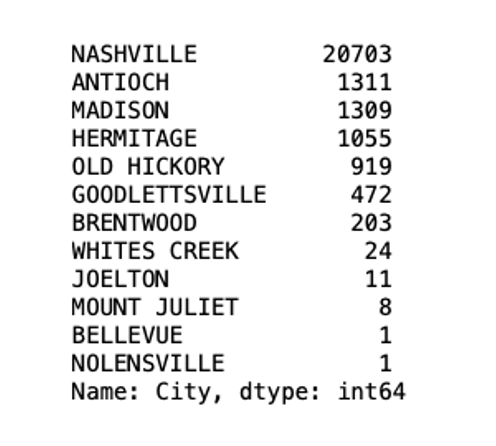 NASHVILLE 20703
ANTIOCH 1311
MADISON 1309
HERMITAGE 1055
OLD HICKORY 919
GOODLETTSVILLE 472
BRENTWOOD 203
WHITES CREEK 24
JOELTON 11
MOUNT JULIET 8
BELLEVUE 1
NOLENSVILLE 1
Name: City, dtype: int64